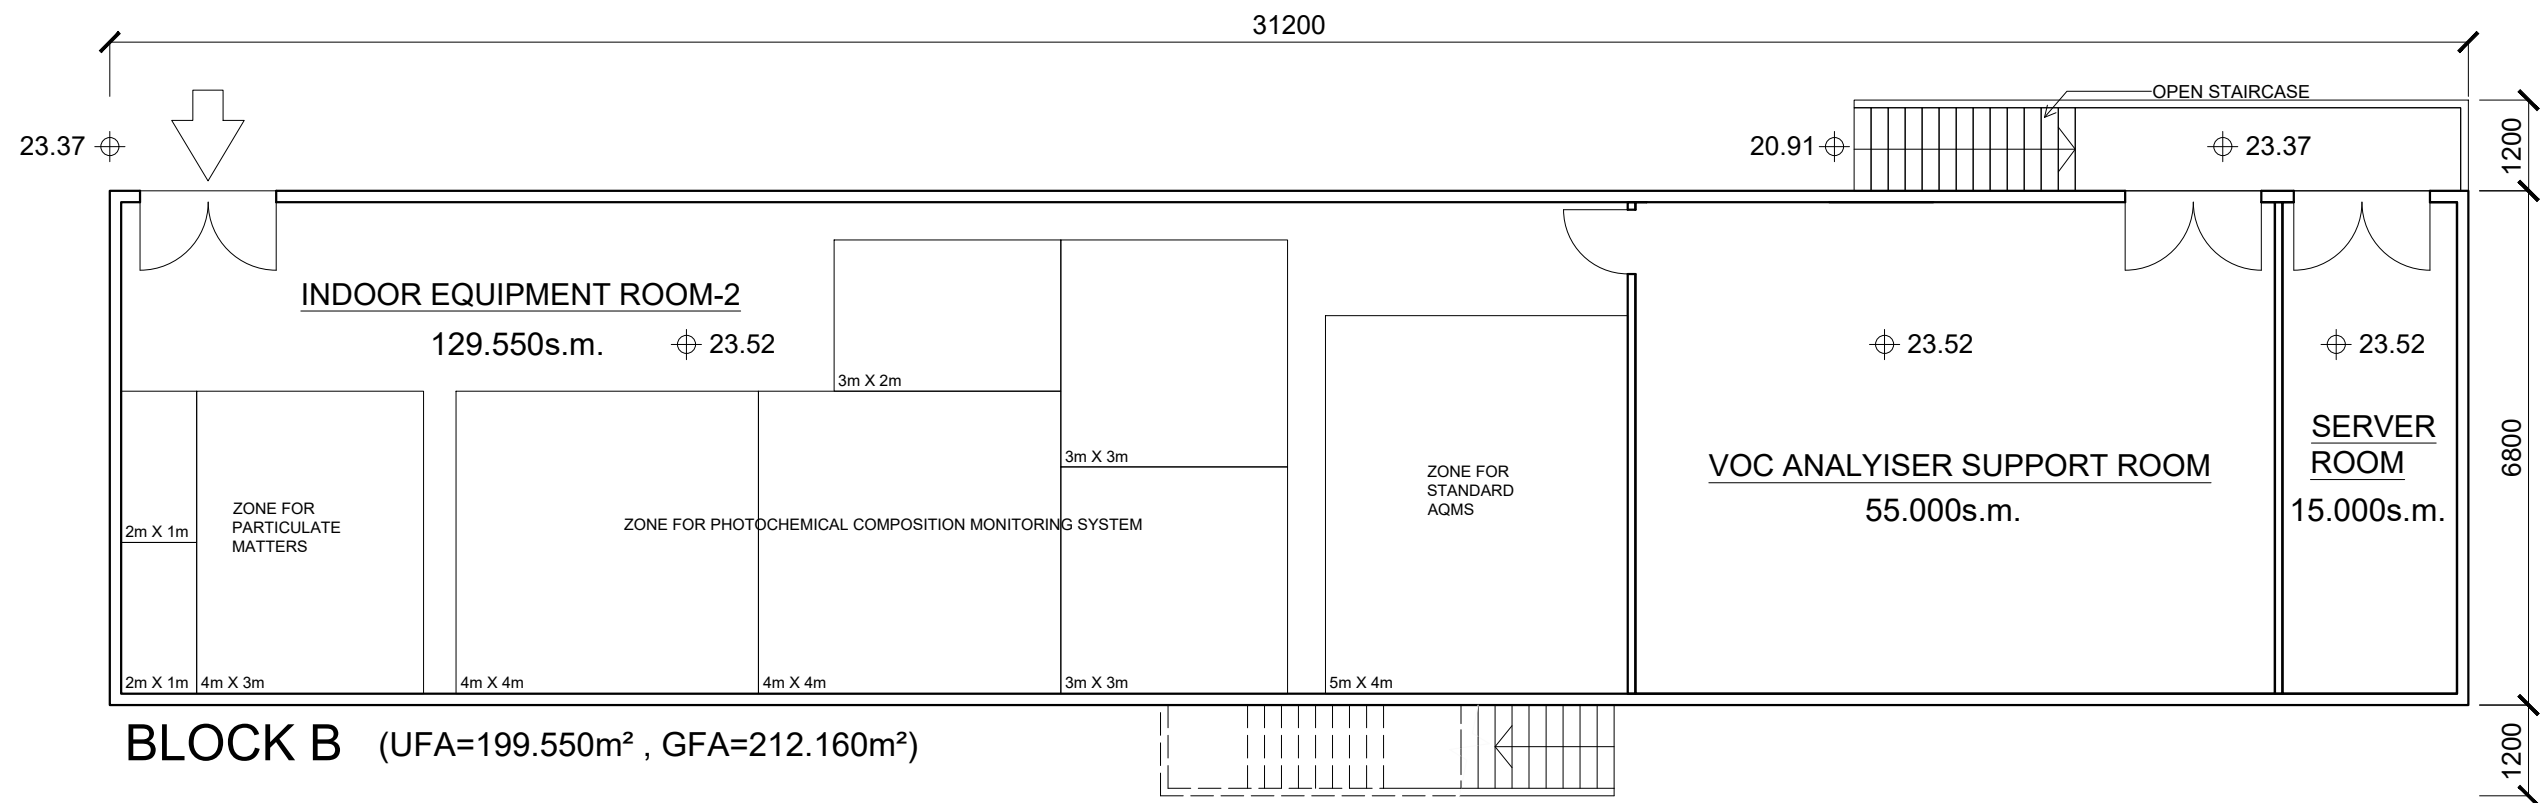 31200
OPEN STAIRCASE
23.37
20.91
23.37
1200
INDOOR EQUIPMENT ROOM-2
129.550s.m.
23.52
23.52
23.52
3m X 2m
SERVER
ROOM
15.000s.m.
6800
3m X 3m
VOC ANALYISER SUPPORT ROOM
55.000s.m.
ZONE FOR
STANDARD
AQMS
ZONE FOR
PARTICULATE
MATTERS
ZONE FOR PHOTOCHEMICAL COMPOSITION MONITORING SYSTEM
2m X 1m
2m X 1m
4m X 3m
4m X 4m
4m X 4m
3m X 3m
5m X 4m
BLOCK B (UFA=199.550m² , GFA=212.160m²)
1200